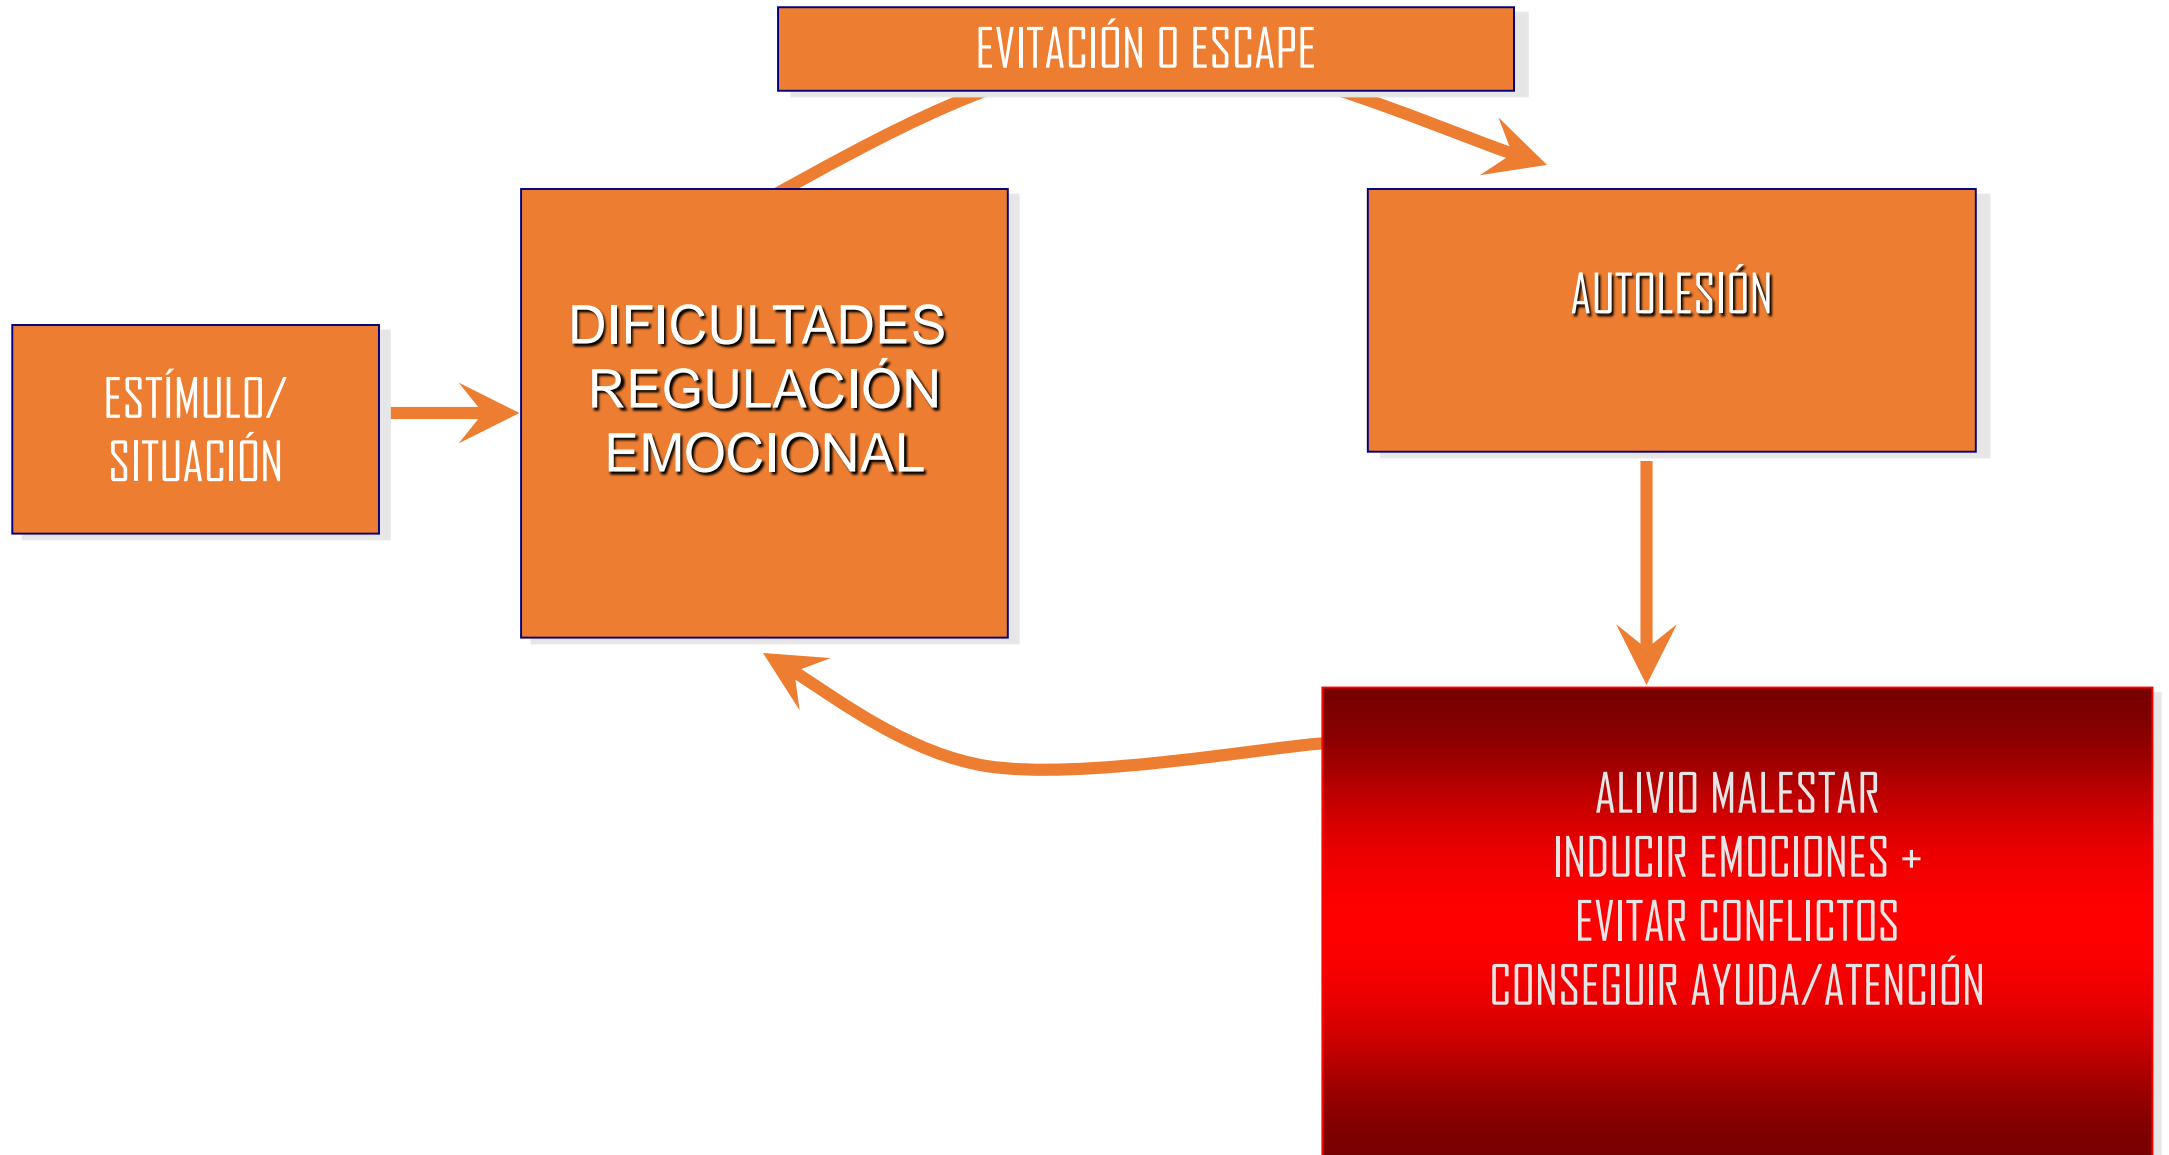 EVITACIÓN O ESCAPE
ESTÍMULO/
SITUACIÓN
DIFICULTADES
REGULACIÓN
EMOCIONAL
AUTOLESIÓN
ALIVIO MALESTAR
INDUCIR EMOCIONES +
EVITAR CONFLICTOS
CONSEGUIR AYUDA/ATENCIÓN